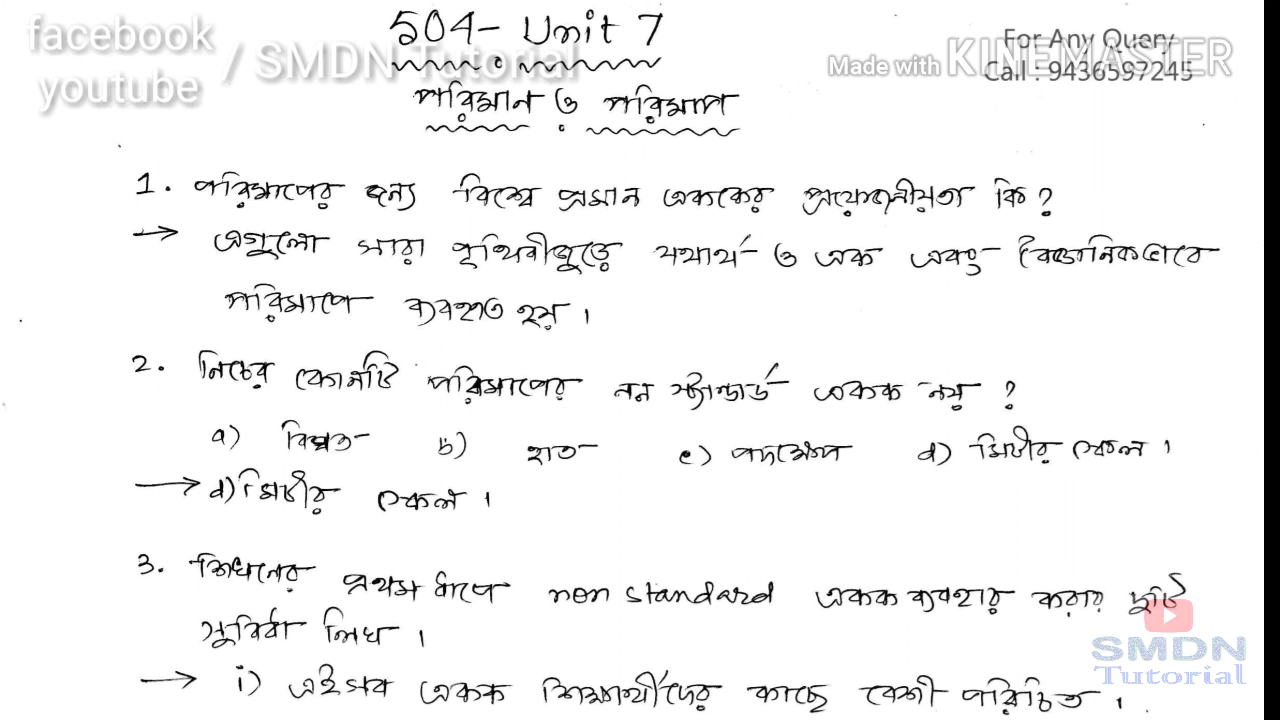 facebook
youtube / SMDN Tutorial
504- Unit 7
For Any Query
Made with KINEMASTER
Call : 9436597245
পরিমান ও পরিমাপ
1. পরিমাপের জন্য বিশ্বে প্রমান এককের প্রয়োজনীয়তা কি?
→ এগুলো সারা পৃথিবীজুড়ে যথার্থ ও এক এবং বৈজ্ঞানিকভাবে
পরিমাপে ব্যবহৃত হয়।
2. নিচের কোনটি পরিমাপের নন স্ট্যান্ডার্ড একক নয়?
a) বিঘত b) হাত c) পদক্ষেপ d) মিটার স্কেল।
→ d) মিটার স্কেল।
3. শিখনের প্রথম ধাপে non standard একক ব্যবহার করার দুটি
সুবিধা লিখ।
→ i) এইসব একক শিক্ষার্থীদের কাছে বেশী পরিচিত।
SMDN
Tutorial